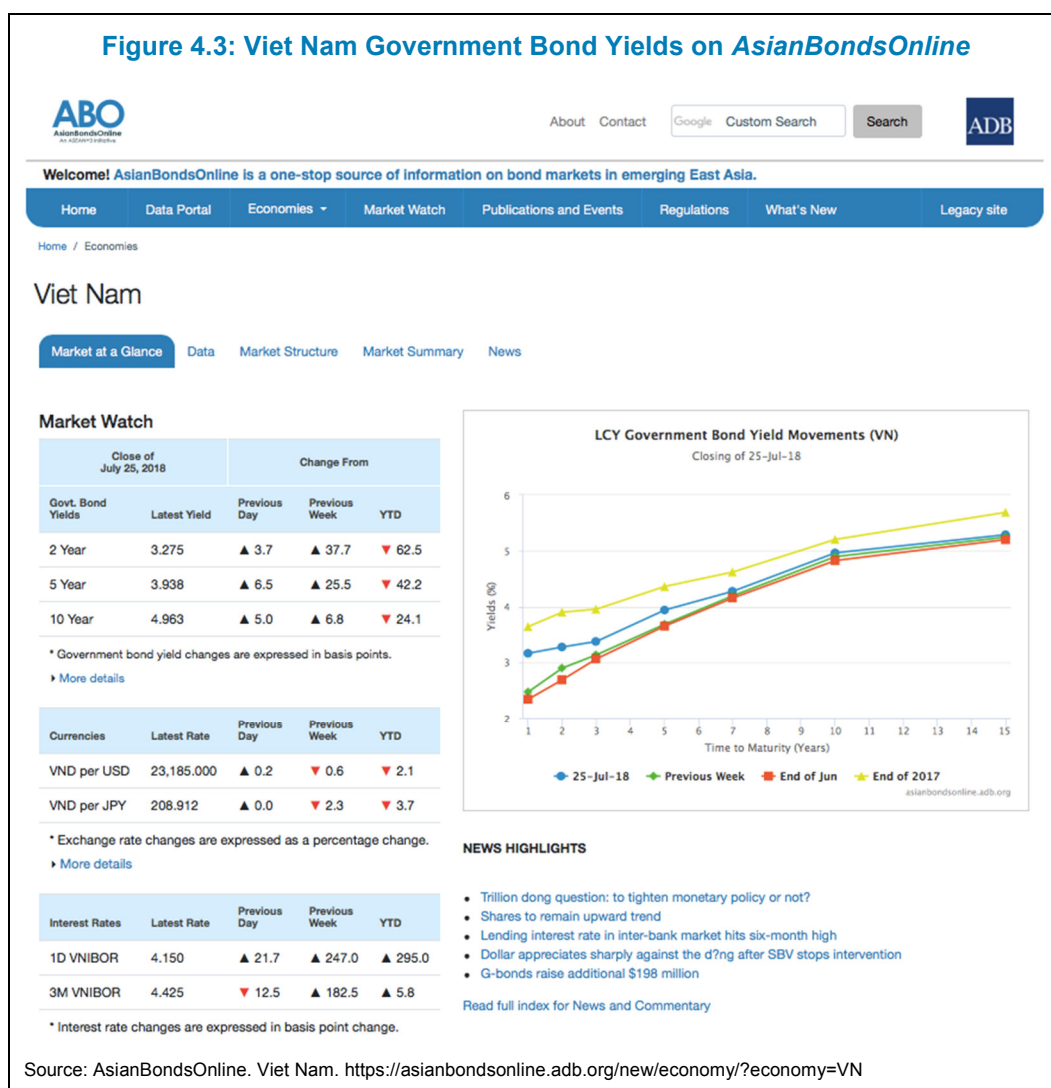 Figure 4.3: Viet Nam Government Bond Yields on AsianBondsOnline
ABO
AsianBondsOnline
An ASEAN+3 Initiative
About Contact Google Custom Search Search ADB
Welcome! AsianBondsOnline is a one-stop source of information on bond markets in emerging East Asia.
Home Data Portal Economies Market Watch Publications and Events Regulations What's New Legacy site
Home / Economies
Viet Nam
Market at a Glance Data Market Structure Market Summary News
Market Watch
Close of
July 25, 2018
Change From
Govt. Bond
Yields
Latest Yield
Previous
Day
Previous
Week
YTD
2 Year 3.275 ▲ 3.7 ▲ 37.7 ▼ 62.5
5 Year 3.938 ▲ 6.5 ▲ 25.5 ▼ 42.2
10 Year 4.963 ▲ 5.0 ▲ 6.8 ▼ 24.1
* Government bond yield changes are expressed in basis points.
More details
Currencies
Latest Rate
Previous
Day
Previous
Week
YTD
VND per USD 23,185.000 ▲ 0.2 ▼ 0.6 ▼ 2.1
VND per JPY 208.912 ▲ 0.0 ▼ 2.3 ▼ 3.7
* Exchange rate changes are expressed as a percentage change.
More details
Interest Rates
Latest Rate
Previous
Day
Previous
Week
YTD
1D VNIBOR 4.150 ▲ 21.7 ▲ 247.0 ▲ 295.0
3M VNIBOR 4.425 ▼ 12.5 ▲ 182.5 ▲ 5.8
* Interest rate changes are expressed in basis point change.
LCY Government Bond Yield Movements (VN)
Closing of 25-Jul-18
Yields (%)
6
5
4
3
2
1 2 3 4 5 6 7 8 9 10 11 12 13 14 15
Time to Maturity (Years)
25-Jul-18 Previous Week End of Jun End of 2017
asianbondsonline.adb.org
NEWS HIGHLIGHTS
• Trillion dong question: to tighten monetary policy or not?
• Shares to remain upward trend
• Lending interest rate in inter-bank market hits six-month high
• Dollar appreciates sharply against the d?ng after SBV stops intervention
• G-bonds raise additional $198 million
Read full index for News and Commentary
Source: AsianBondsOnline. Viet Nam. https://asianbondsonline.adb.org/new/economy/?economy=VN